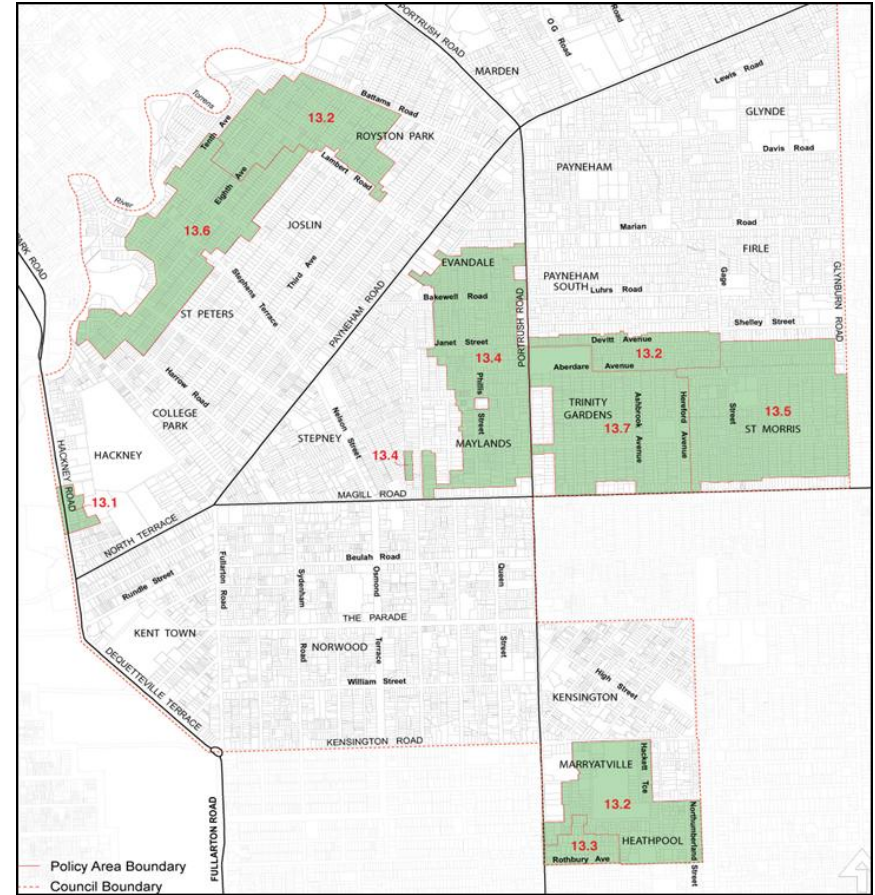 PORTRUSH ROAD
O G Road
Road
MARDEN
Lewis Road
Torrens
Tenth Ave
13.2
Battams Road
ROYSTON PARK
GLYNDE
Davis Road
Lambert Road
PAYNEHAM
Eighth Ave
River
13.6
JOSLIN
Marian Road
FIRLE
PARK ROAD
Stephens Terrace
Third Ave
EVANDALE
Bakewell Road
PAYNEHAM
SOUTH
Luhrs Road
Gage
GLYNBURN ROAD
ST PETERS
PAYNEHAM ROAD
PORTRUSH ROAD
Shelley Street
Janet Street
13.4
Devitt Avenue
13.2
Aberdare Avenue
Harrow Road
COLLEGE
PARK
Phillis Street
TRINITY
GARDENS
13.7
Ashbrook Avenue
Hereford Avenue
Street
13.5
ST MORRIS
Nelson Street
STEPNEY
MAYLANDS
13.4
HACKNEY
HACKNEY ROAD
13.1
MAGILL ROAD
NORTH TERRACE
Rundle Street
Fullarton Road
Beulah Road
Sydenham Road
Osmond Terrace
Queen Street
THE PARADE
KENT TOWN
NORWOOD
William Street
DEQUETTEVILLE TERRACE
High Street
KENSINGTON
KENSINGTON ROAD
MARRYATVILLE
Hackett Tce
13.2
Northumberland Street
FULLARTON ROAD
13.3
HEATHPOOL
Rothbury Ave
Policy Area Boundary
Council Boundary